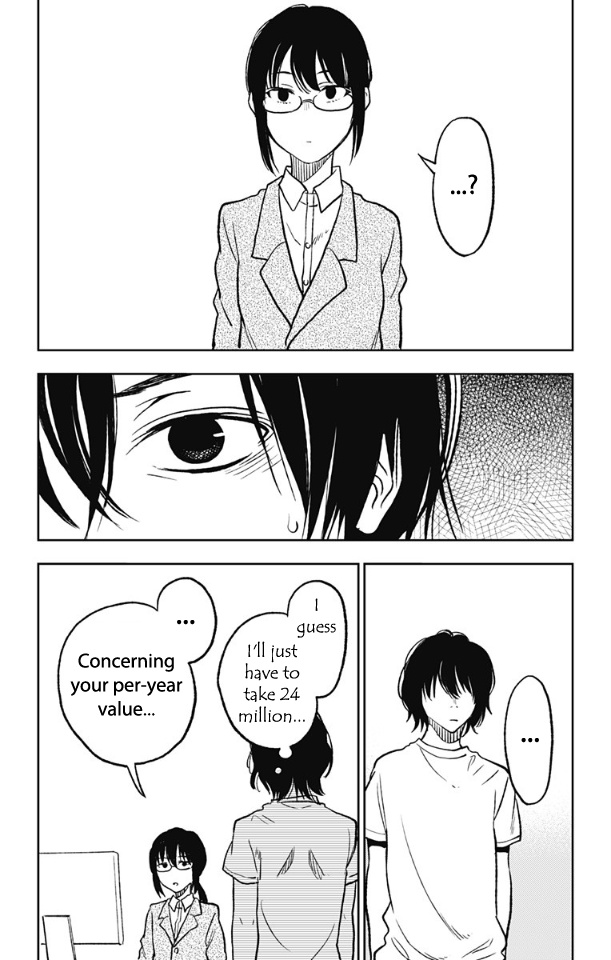 ...?
...
I
guess
I'll just
have to
take 24
million...
...
Concerning
your per-year
value...